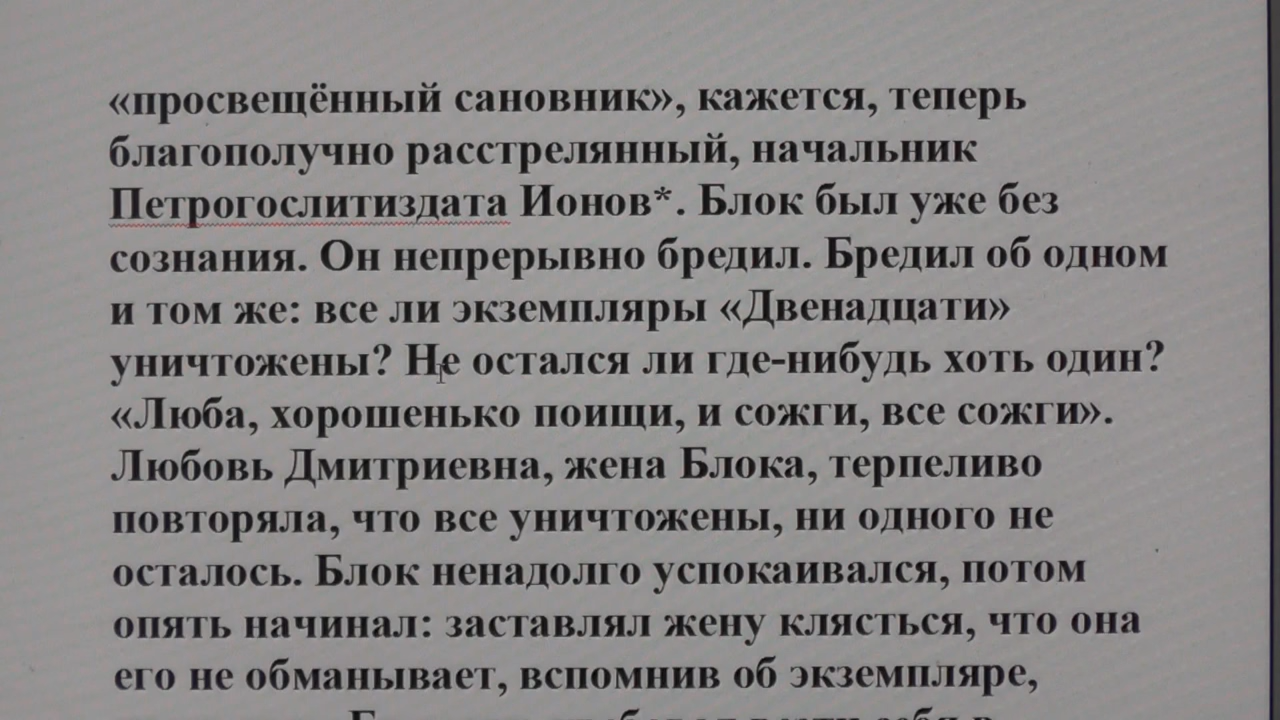 «просвещённый сановник», кажется, теперь
благополучно расстрелянный, начальник
Петрогослитиздата Ионов*. Блок был уже без
сознания. Он непрерывно бредил. Бредил об одном
и том же: все ли экземпляры «Двенадцати»
уничтожены? Не остался ли где-нибудь хоть один?
«Люба, хорошенько поищи, и сожги, все сожги».
Любовь Дмитриевна, жена Блока, терпеливо
повторяла, что все уничтожены, ни одного не
осталось. Блок ненадолго успокаивался, потом
опять начинал: заставлял жену клясться, что она
его не обманывает, вспомнив об экземпляре,